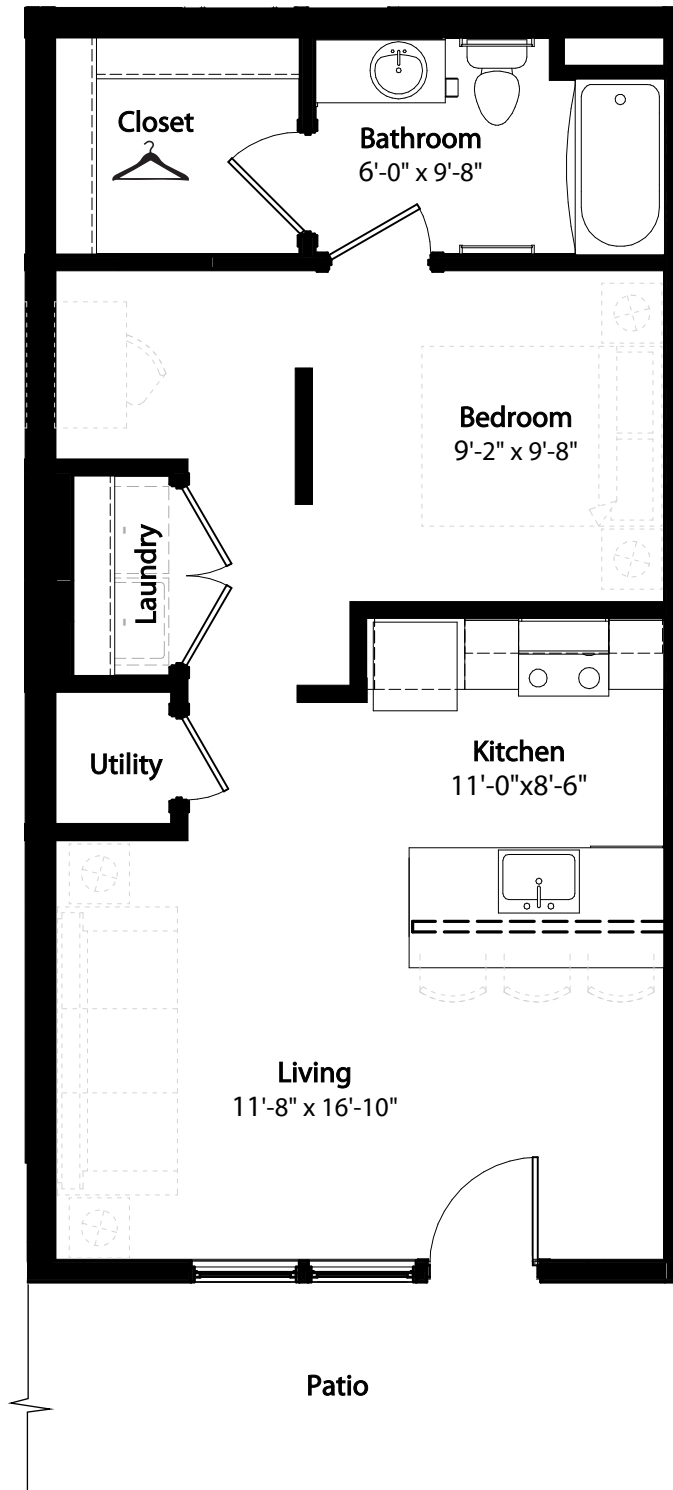 Closet
Bathroom
6'-0" x 9'-8"
Bedroom
9'-2" x 9'-8"
Laundry
Kitchen
11'-0"x8'-6"
Utility
Living
11'-8" x 16'-10"
Patio